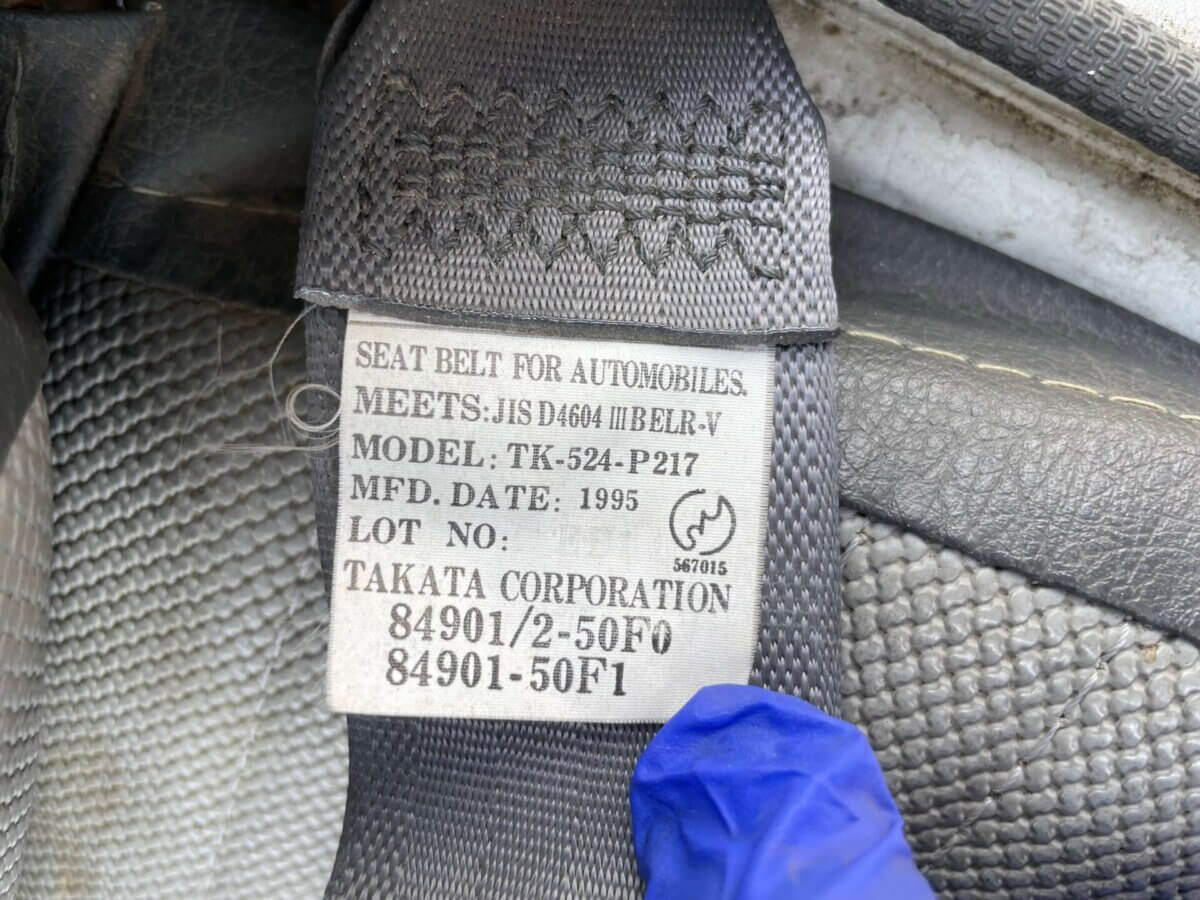 SEAT BELT FOR AUTOMOBILES.
MEETS: JIS D4604 III BELR-V
MODEL: TK-524-P217
MFD. DATE: 1995
LOT NO:
567015
TAKATA CORPORATION
84901/2-50F0
84901-50F1